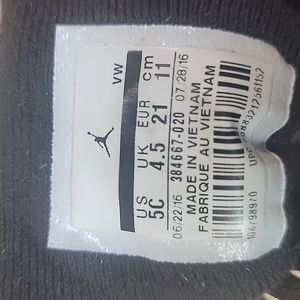 VW
US UK EUR cm
5C 4.5 21 11
06/22/16 384667-020 07/28/16
MADE IN VIETNAM
FABRIQUE AU VIETNAM